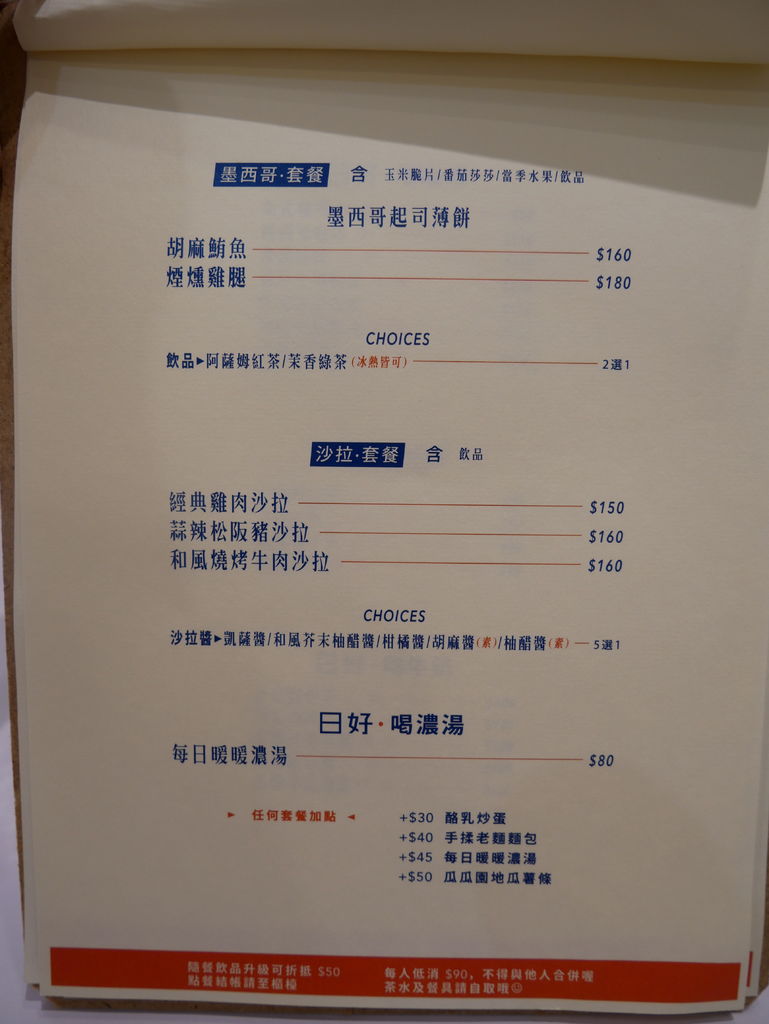 墨西哥·套餐 含 玉米脆片/番茄莎莎/當季水果/飲品
墨西哥起司薄餅
胡麻鮪魚 $160
煙燻雞腿 $180
CHOICES
飲品▶阿薩姆紅茶/茉香綠茶(冰熱皆可) 2選1
沙拉·套餐 含 飲品
經典雞肉沙拉 $150
蒜辣松阪豬沙拉 $160
和風燒烤牛肉沙拉 $160
CHOICES
沙拉醬▶凱薩醬/和風芥末柚醋醬/柑橘醬/胡麻醬(素)/柚醋醬(素) 5選1
日好·喝濃湯
每日暖暖濃湯 $80
► 任何套餐加點 ◄
+$30 酪乳炒蛋
+$40 手揉老麵麵包
+$45 每日暖暖濃湯
+$50 瓜瓜園地瓜薯條
隨餐飲品升級可折抵 $50
點餐結帳請至櫃檯
每人低消 $90，不得與他人合併喔
茶水及餐具請自取哦☺